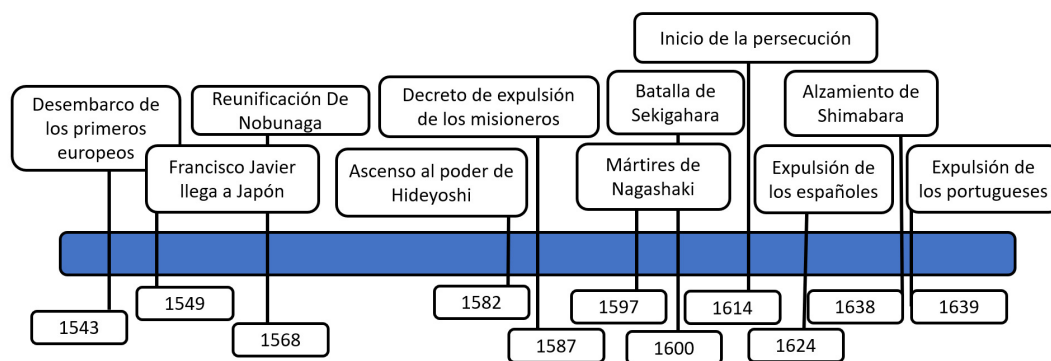 Inicio de la persecución
Desembarco de
los primeros
europeos
Reunificación De
Nobunaga
Decreto de expulsión
de los misioneros
Batalla de
Sekigahara
Alzamiento de
Shimabara
Francisco Javier
llega a Japón
Ascenso al poder de
Hideyoshi
Mártires de
Nagashaki
Expulsión de
los españoles
Expulsión de
los portugueses
1543
1549
1568
1582
1587
1597
1600
1614
1624
1638
1639